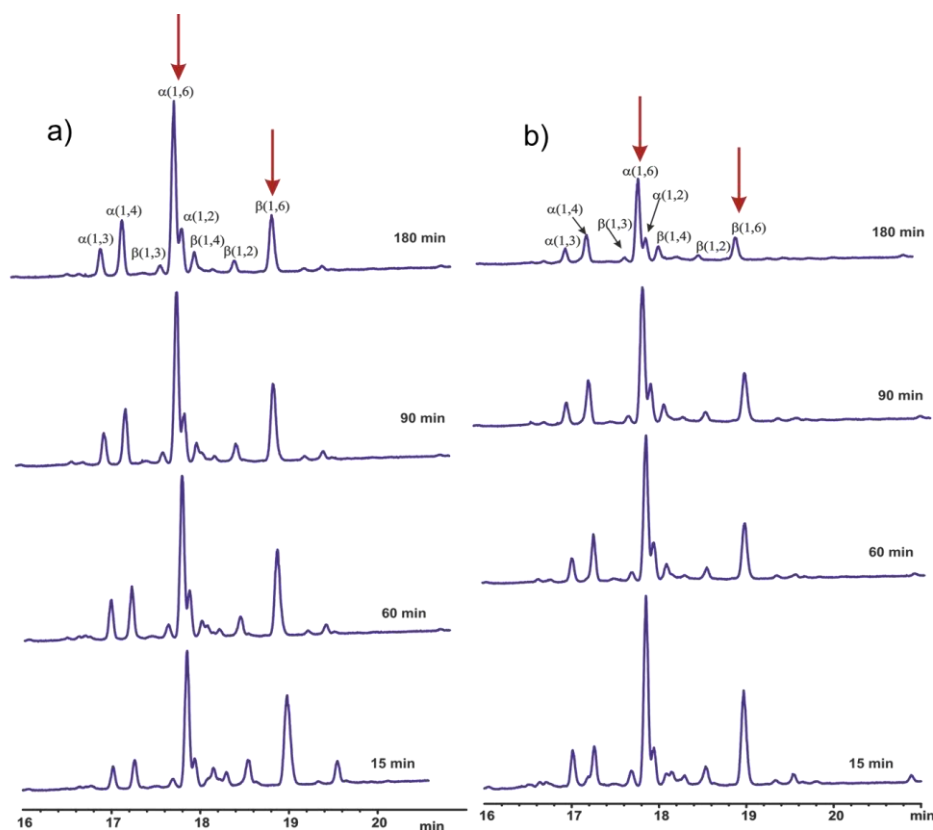 a)
α(1,6)
α(1,3)
α(1,4)
β(1,3)
α(1,2)
β(1,4)
β(1,2)
β(1,6)
180 min
90 min
60 min
15 min
16 17 18 19 20 min
b)
α(1,6)
α(1,4)
β(1,3)
α(1,2)
α(1,3)
β(1,4)
β(1,2)
β(1,6)
180 min
90 min
60 min
15 min
16 17 18 19 20 min